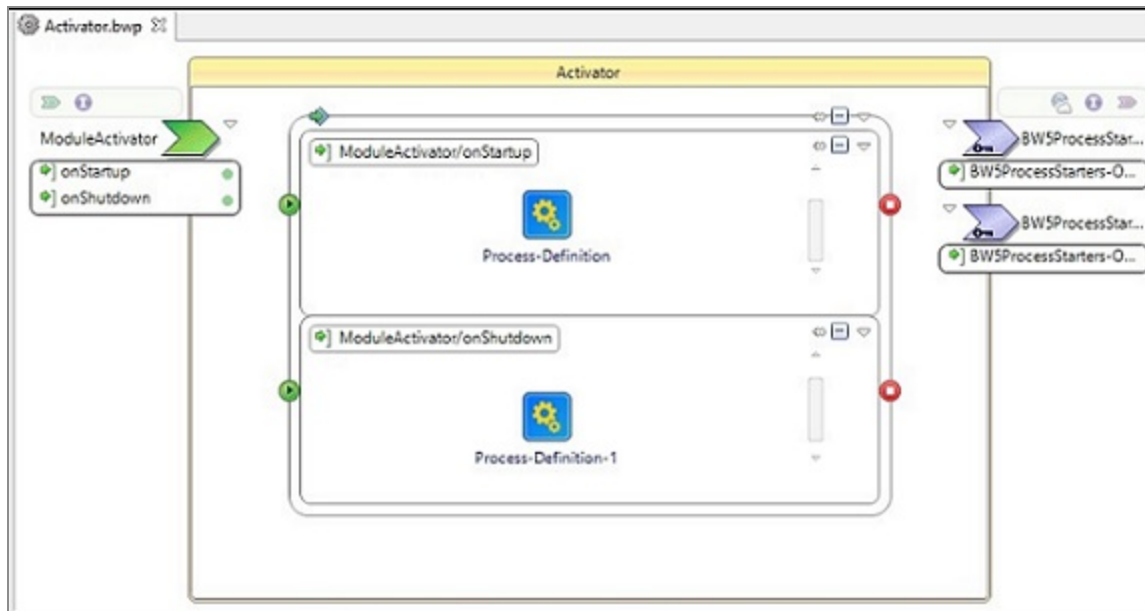 Activator.bwp
Activator
ModuleActivator
onStartup
onShutdown
ModuleActivator/onStartup
Process-Definition
ModuleActivator/onShutdown
Process-Definition-1
BW5ProcessStar...
BW5ProcessStarters-O...
BW5ProcessStar...
BW5ProcessStarters-O...